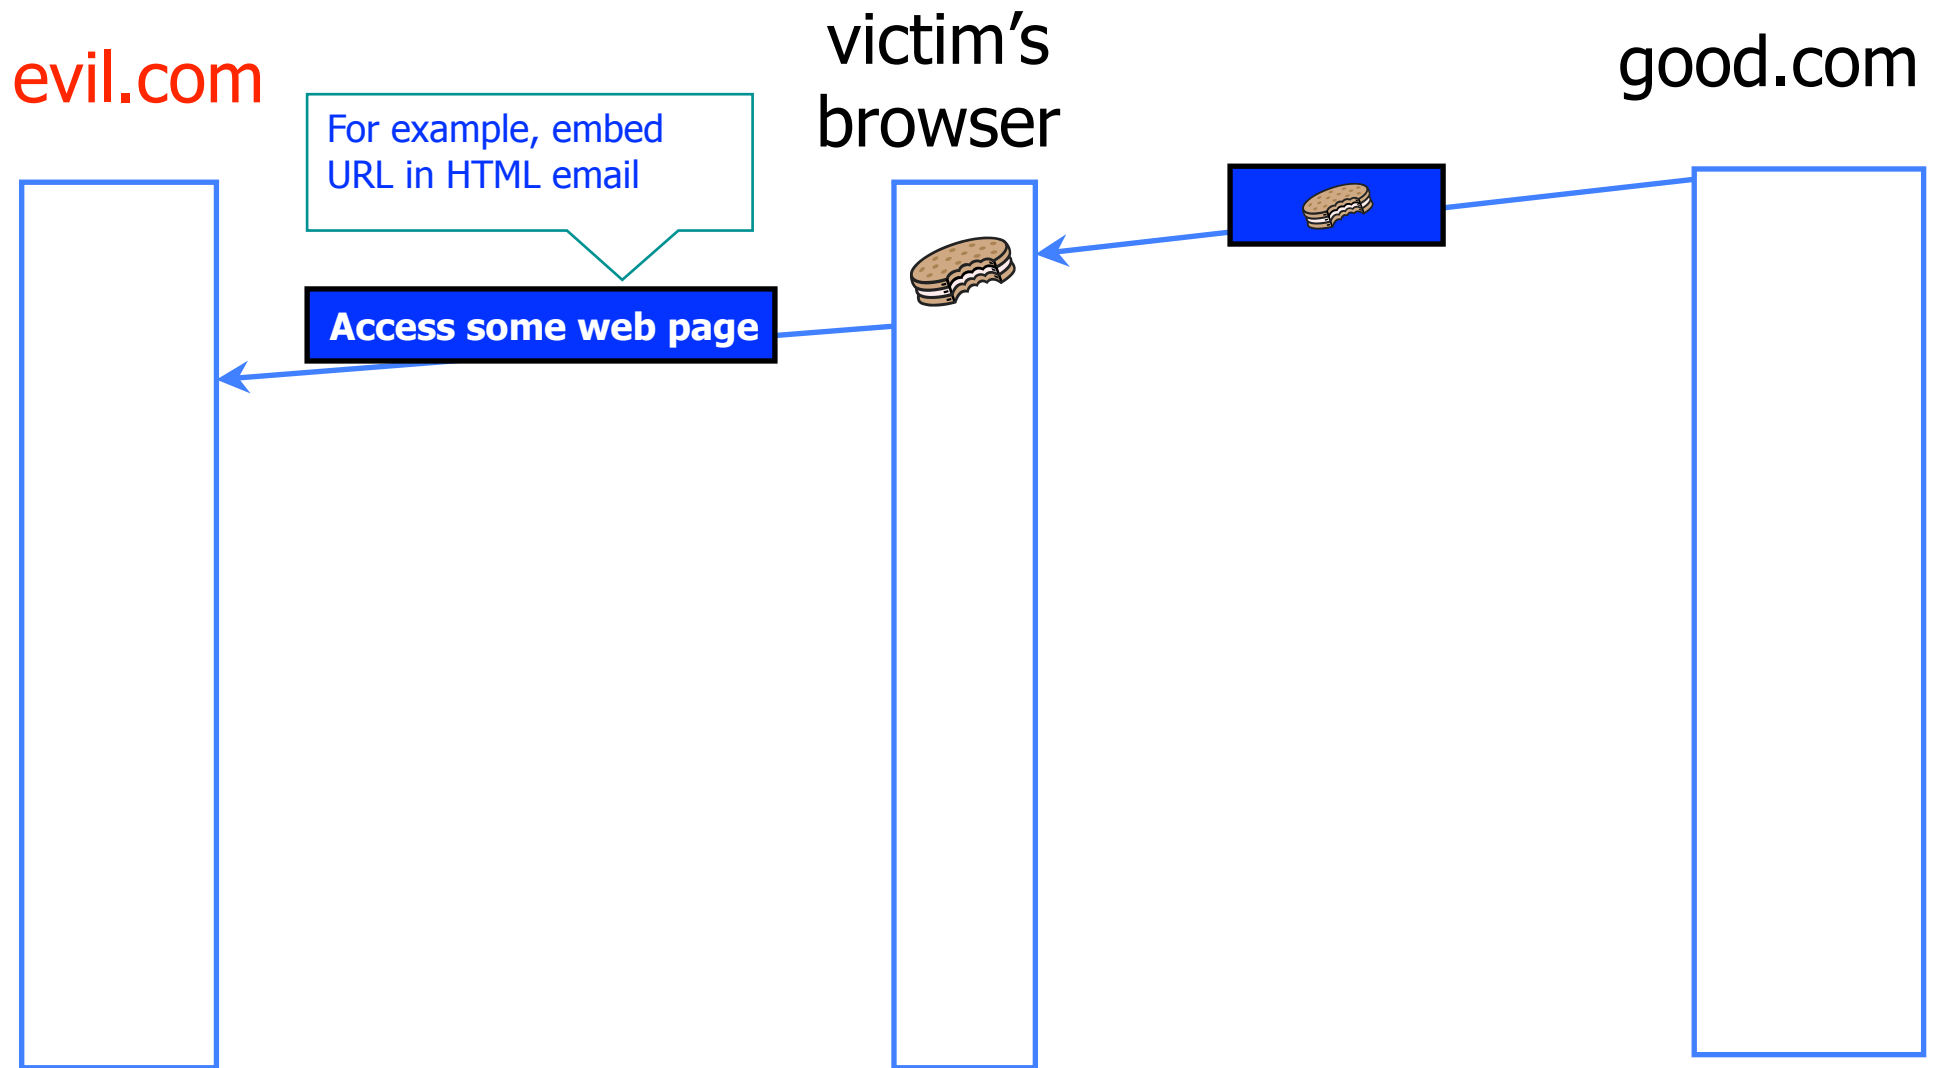 evil.com
victim’s
browser
good.com
For example, embed
URL in HTML email
Access some web page